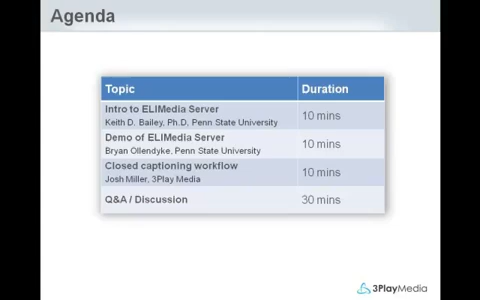 Agenda
Topic Duration
Intro to ELIMedia Server
Keith D. Bailey, Ph.D, Penn State University
10 mins
Demo of ELIMedia Server
Bryan Ollendyke, Penn State University
10 mins
Closed captioning workflow
Josh Miller, 3Play Media
10 mins
Q&A / Discussion 30 mins
3PlayMedia